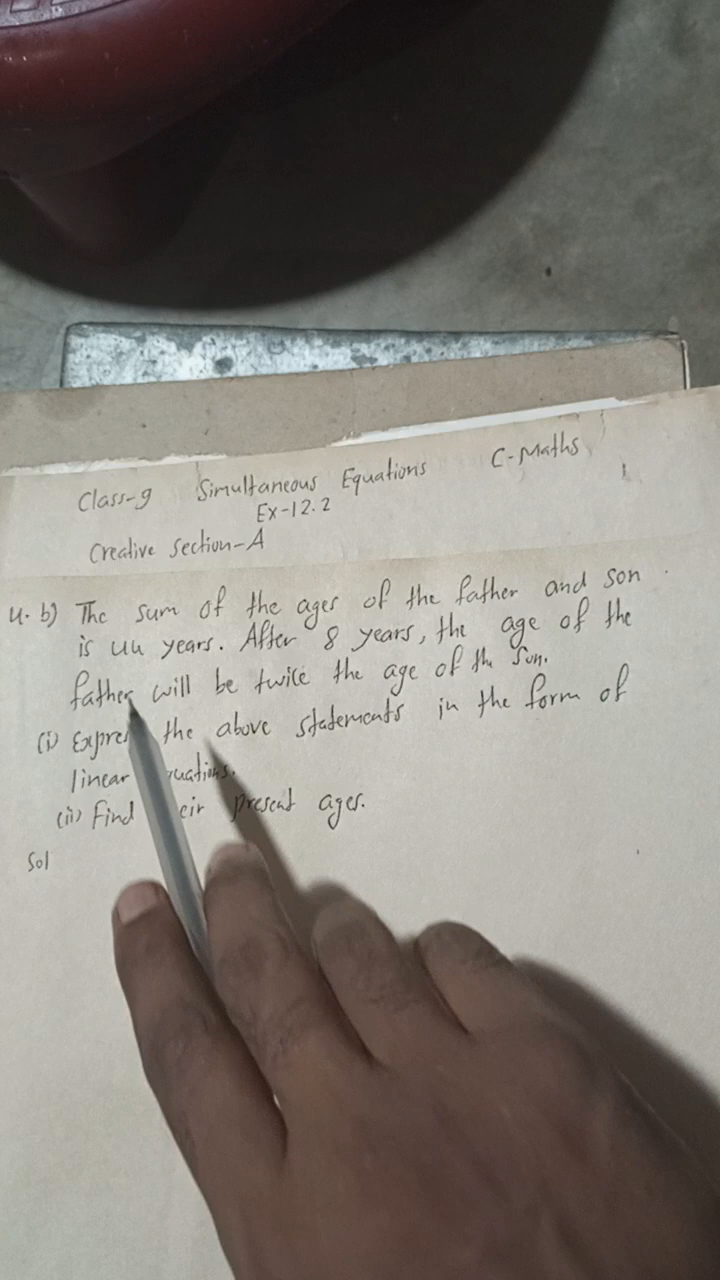 Class-9 Simultaneous Equations C-Maths
Ex-12.2
Creative section-A
4. b) The sum of the ages of the father and son
is 44 years. After 8 years, the age of the
father will be twice the age of the son.
(i) Expres the above statements in the form of
linear quations.
(ii) Find eir present ages.
Sol